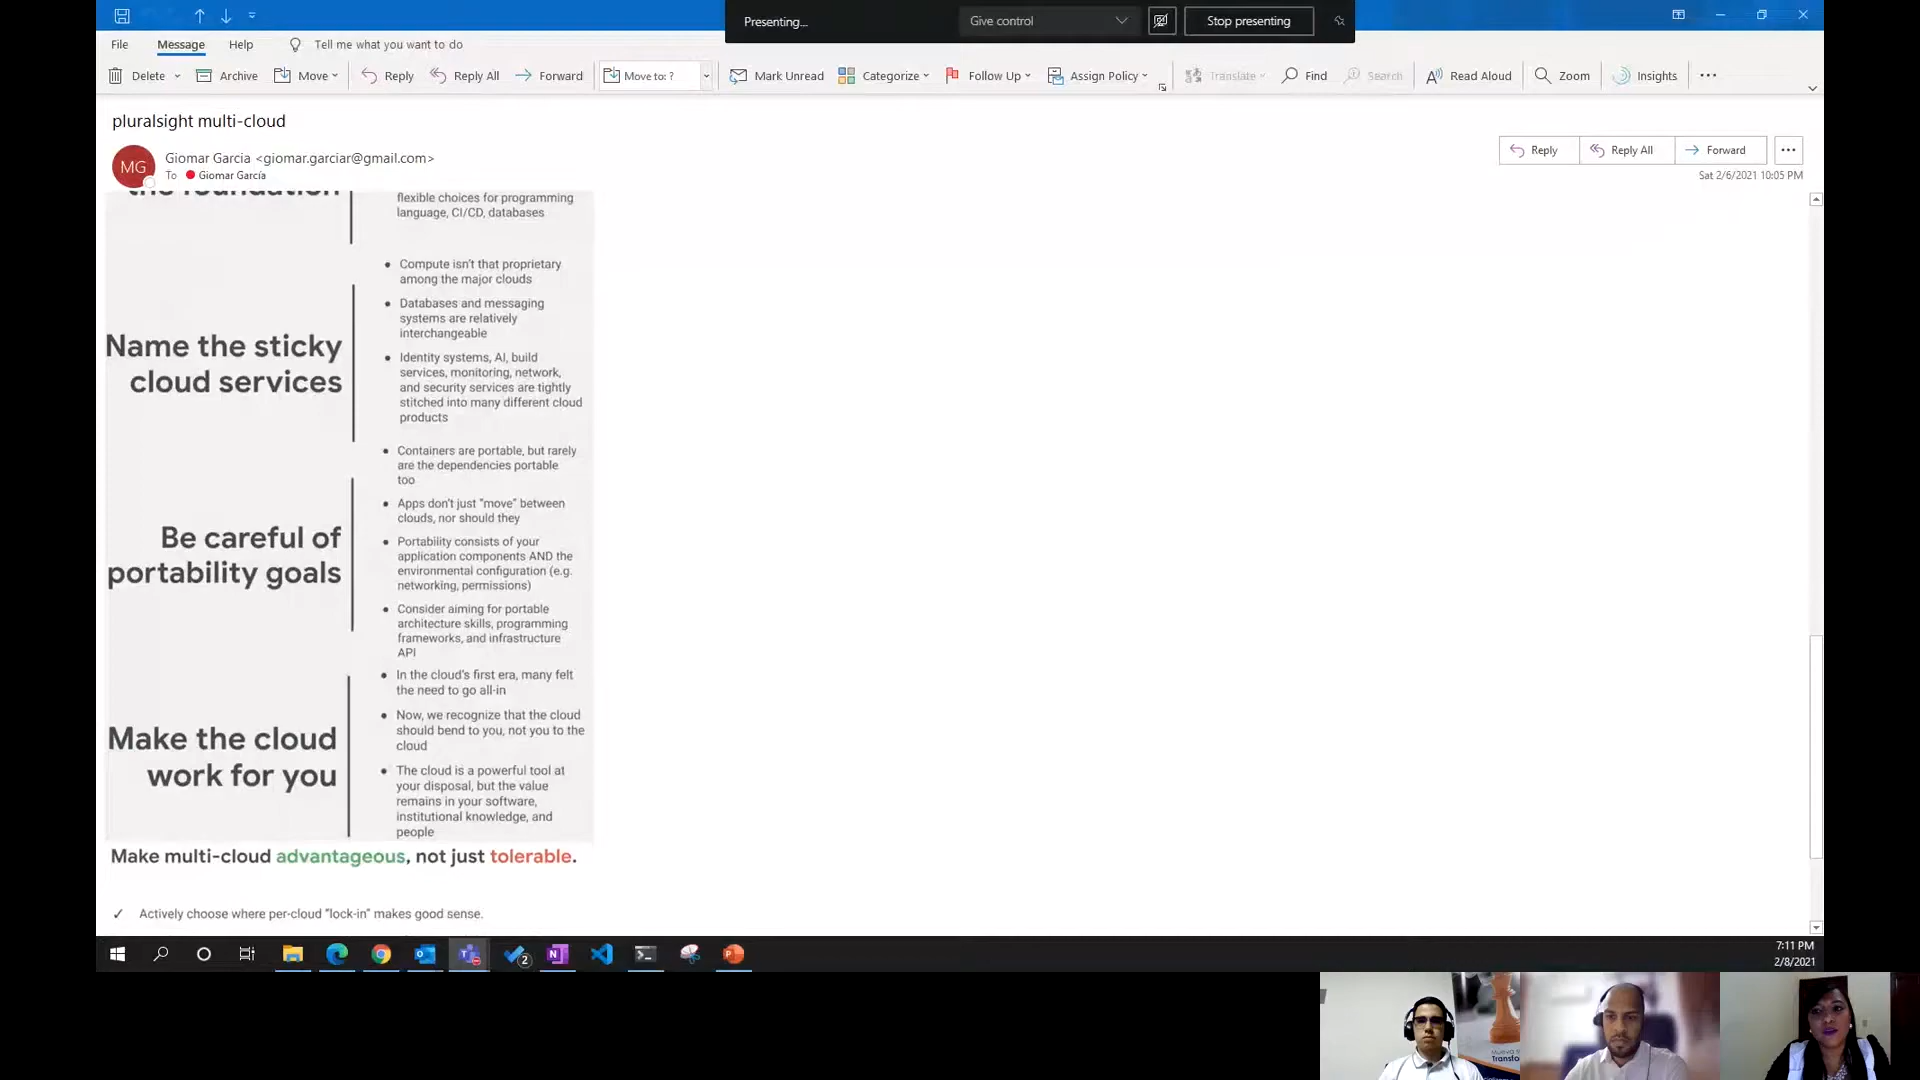 Presenting...
Give control
Stop presenting
File
Message
Help
Tell me what you want to do
Delete
Archive
Move
Reply
Reply All
Forward
Move to: ?
Mark Unread
Categorize
Follow Up
Assign Policy
Translate
Find
Search
Read Aloud
Zoom
Insights
pluralsight multi-cloud
MG
Giomar Garcia <giomar.garciar@gmail.com>
To Giomar García
Reply
Reply All
Forward
Sat 2/6/2021 10:05 PM
the foundation
flexible choices for programming
language, CI/CD, databases
Name the sticky
cloud services
• Compute isn't that proprietary
among the major clouds
• Databases and messaging
systems are relatively
interchangeable
• Identity systems, AI, build
services, monitoring, network,
and security services are tightly
stitched into many different cloud
products
Be careful of
portability goals
• Containers are portable, but rarely
are the dependencies portable
too
• Apps don't just "move" between
clouds, nor should they
• Portability consists of your
application components AND the
environmental configuration (e.g.
networking, permissions)
• Consider aiming for portable
architecture skills, programming
frameworks, and infrastructure
API
Make the cloud
work for you
• In the cloud's first era, many felt
the need to go all-in
• Now, we recognize that the cloud
should bend to you, not you to the
cloud
• The cloud is a powerful tool at
your disposal, but the value
remains in your software,
institutional knowledge, and
people
Make multi-cloud advantageous, not just tolerable.
✓ Actively choose where per-cloud "lock-in" makes good sense.
2
7:11 PM
2/8/2021